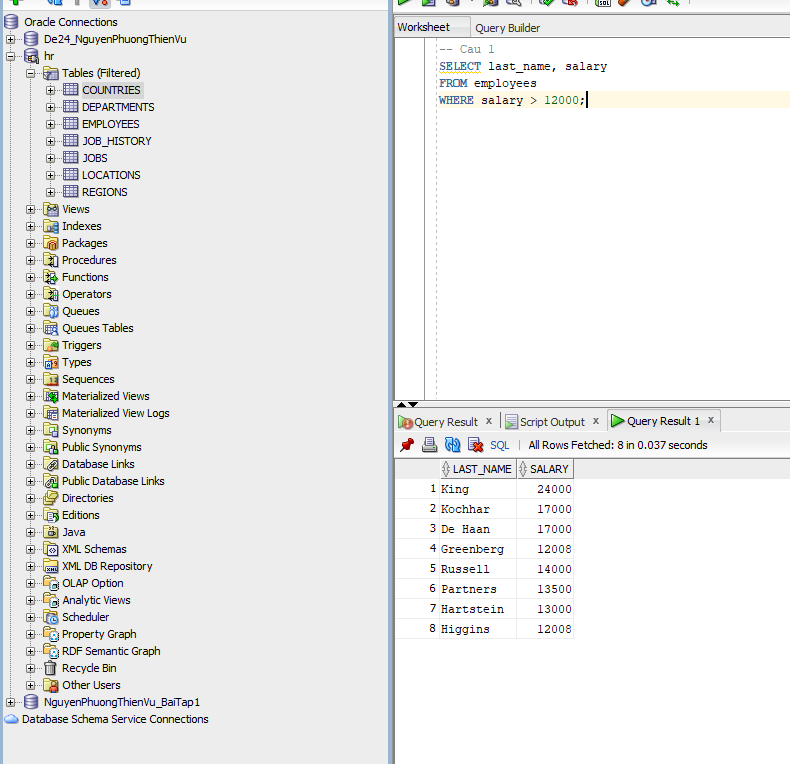 Oracle Connections
De24_NguyenPhuongThienVu
hr
Tables (Filtered)
COUNTRIES
DEPARTMENTS
EMPLOYEES
JOB_HISTORY
JOBS
LOCATIONS
REGIONS
Views
Indexes
Packages
Procedures
Functions
Operators
Queues
Queues Tables
Triggers
Types
Sequences
Materialized Views
Materialized View Logs
Synonyms
Public Synonyms
Database Links
Public Database Links
Directories
Editions
Java
XML Schemas
XML DB Repository
OLAP Option
Analytic Views
Scheduler
Property Graph
RDF Semantic Graph
Recycle Bin
Other Users
NguyenPhuongThienVu_BaiTap1
Database Schema Service Connections
Worksheet Query Builder
-- Cau 1
SELECT last_name, salary
FROM employees
WHERE salary > 12000;
Query Result x Script Output x Query Result 1 x
SQL | All Rows Fetched: 8 in 0.037 seconds
LAST_NAME SALARY
1 King 24000
2 Kochhar 17000
3 De Haan 17000
4 Greenberg 12008
5 Russell 14000
6 Partners 13500
7 Hartstein 13000
8 Higgins 12008